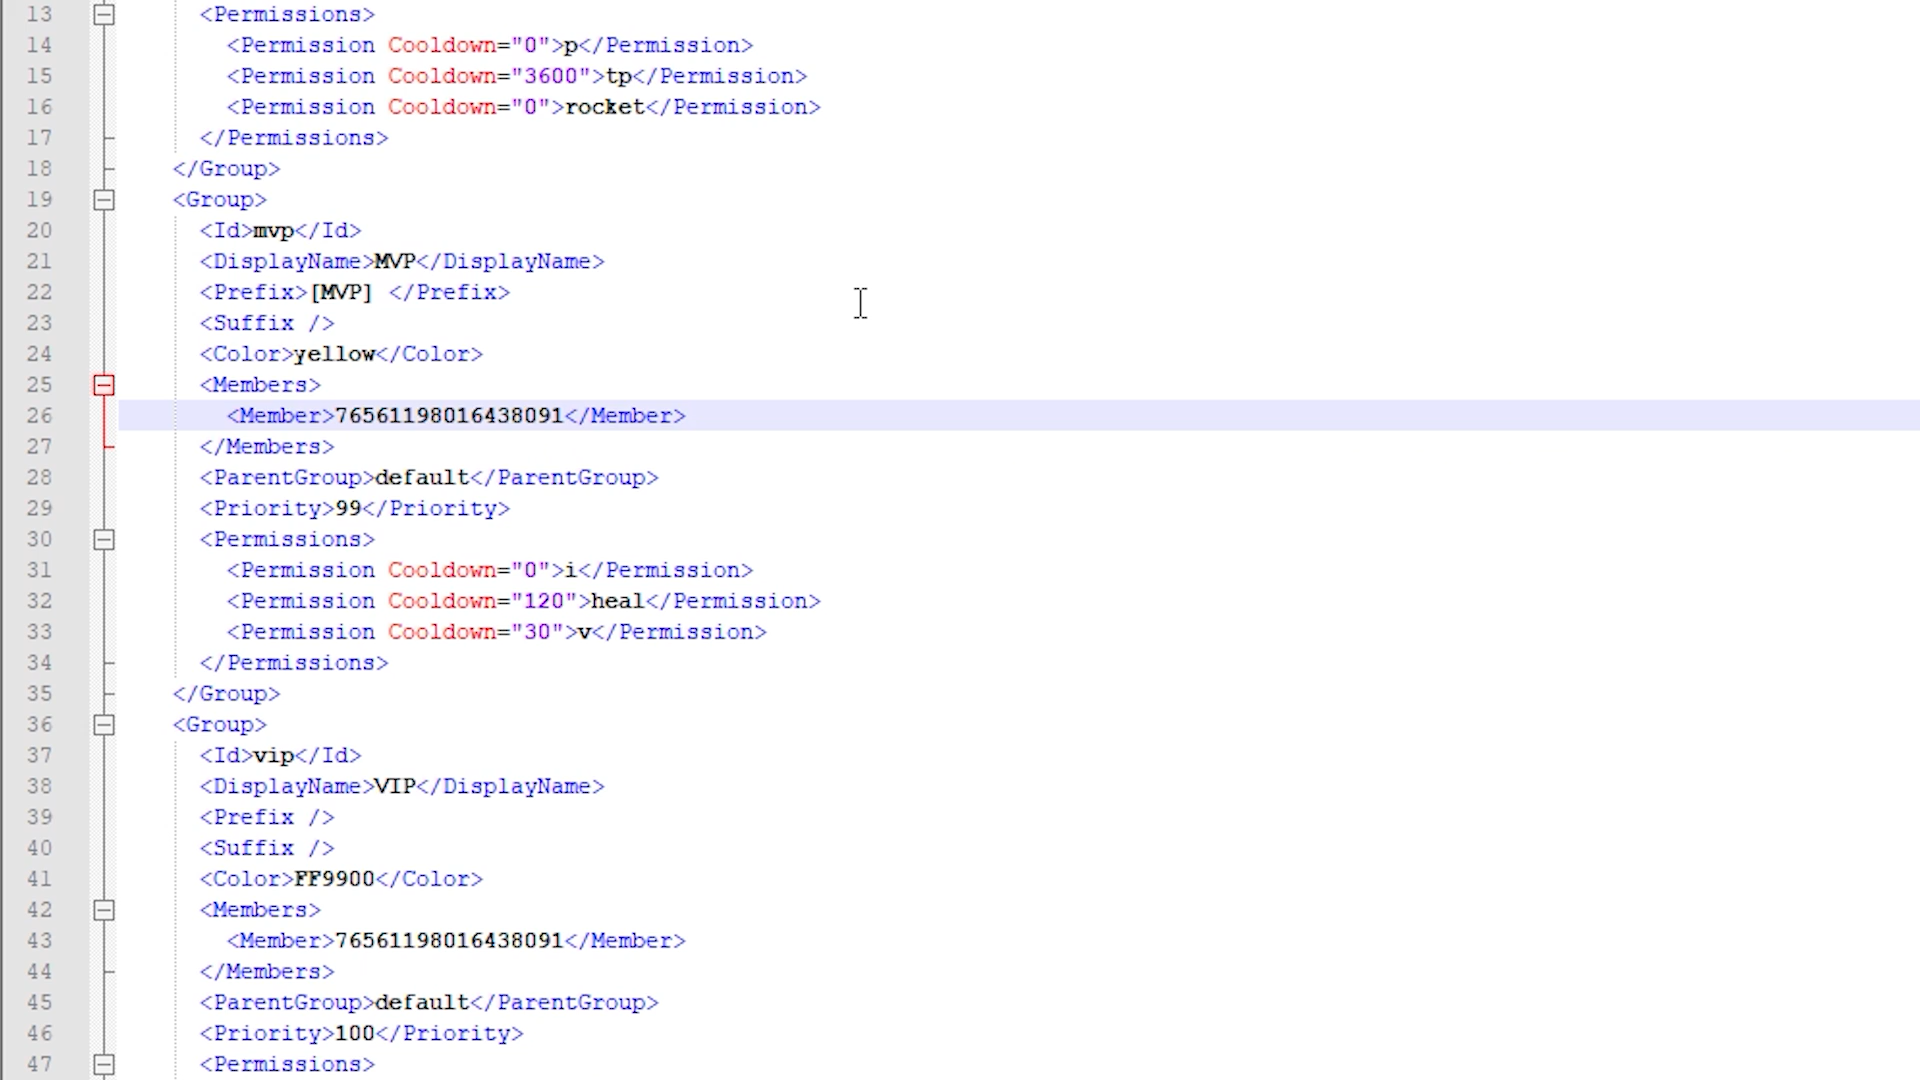 13 <Permissions>
14 <Permission Cooldown="0">p</Permission>
15 <Permission Cooldown="3600">tp</Permission>
16 <Permission Cooldown="0">rocket</Permission>
17 </Permissions>
18 </Group>
19 <Group>
20 <Id>mvp</Id>
21 <DisplayName>MVP</DisplayName>
22 <Prefix>[MVP] </Prefix>
23 <Suffix />
24 <Color>yellow</Color>
25 <Members>
26 <Member>76561198016438091</Member>
27 </Members>
28 <ParentGroup>default</ParentGroup>
29 <Priority>99</Priority>
30 <Permissions>
31 <Permission Cooldown="0">i</Permission>
32 <Permission Cooldown="120">heal</Permission>
33 <Permission Cooldown="30">v</Permission>
34 </Permissions>
35 </Group>
36 <Group>
37 <Id>vip</Id>
38 <DisplayName>VIP</DisplayName>
39 <Prefix />
40 <Suffix />
41 <Color>FF9900</Color>
42 <Members>
43 <Member>76561198016438091</Member>
44 </Members>
45 <ParentGroup>default</ParentGroup>
46 <Priority>100</Priority>
47 <Permissions>